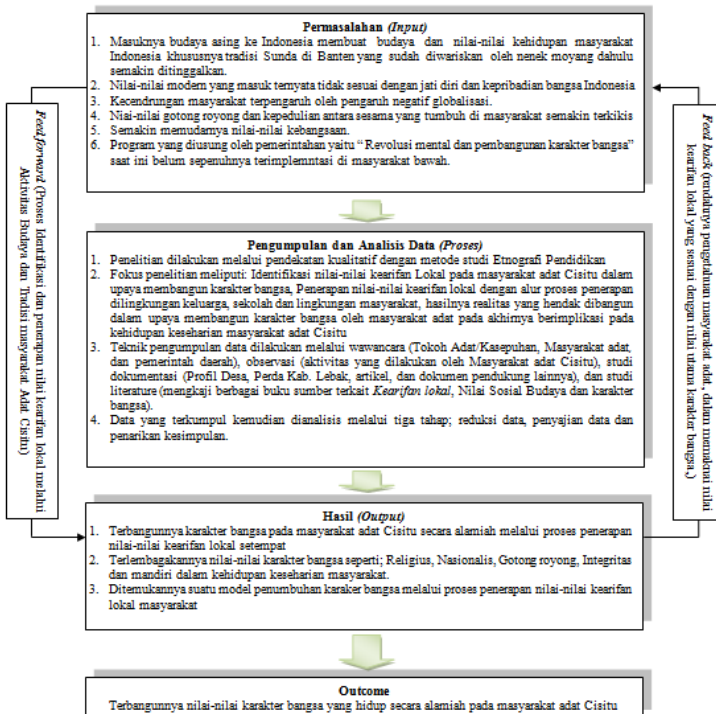 Permasalahan (Input)
1. Masuknya budaya asing ke Indonesia membuat budaya dan nilai-nilai kehidupan masyarakat
Indonesia khususnya tradisi Sunda di Banten yang sudah diwariskan oleh nenek moyang dahulu
semakin ditinggalkan.
2. Nilai-nilai modern yang masuk ternyata tidak sesuai dengan jati diri dan kepribadian bangsa Indonesia
3. Kecendrungan masyarakat terpengaruh oleh pengaruh negatif globalisasi.
4. Niai-nilai gotong royong dan kepedulian antara sesama yang tumbuh di masyarakat semakin terkikis
5. Semakin memudarnya nilai-nilai kebangsaan.
6. Program yang diusung oleh pemerintahan yaitu “Revolusi mental dan pembangunan karakter bangsa”
saat ini belum sepenuhnya terimplemntasi di masyarakat bawah.
Feed forward (Proses Identifikasi dan penerapan nilai kearifan lokal melalui
Aktivitas Budaya dan Tradisi masyarakat Adat Cisitu)
Feed back (rendahnya pengetahuan masyarakat adat, dalam memaknai nilai
kearifan lokal yang sesuai dengan nilai utama karakter bangsa,)
Pengumpulan dan Analisis Data (Proses)
1. Penelitian dilakukan melalui pendekatan kualitatif dengan metode studi Etnografi Pendidikan
2. Fokus penelitian meliputi: Identifikasi nilai-nilai kearifan Lokal pada masyarakat adat Cisitu dalam
upaya membangun karakter bangsa, Penerapan nilai-nilai kearifan lokal dengan alur proses penerapan
dilingkungan keluarga, sekolah dan lingkungan masyarakat, hasilnya realitas yang hendak dibangun
dalam upaya membangun karakter bangsa oleh masyarakat adat pada akhirnya berimplikasi pada
kehidupan keseharian masyarakat adat Cisitu
3. Teknik pengumpulan data dilakukan melalui wawancara (Tokoh Adat/Kasepuhan, Masyarakat adat,
dan pemerintah daerah), observasi (aktivitas yang dilakukan oleh Masyarakat adat Cisitu), studi
dokumentasi (Profil Desa, Perda Kab. Lebak, artikel, dan dokumen pendukung lainnya), dan studi
literature (mengkaji berbagai buku sumber terkait Kearifan lokal, Nilai Sosial Budaya dan karakter
bangsa).
4. Data yang terkumpul kemudian dianalisis melalui tiga tahap; reduksi data, penyajian data dan
penarikan kesimpulan.
Hasil (Output)
1. Terbangunnya karakter bangsa pada masyarakat adat Cisitu secara alamiah melalui proses penerapan
nilai-nilai kearifan lokal setempat
2. Terlembagakannya nilai-nilai karakter bangsa seperti; Religius, Nasionalis, Gotong royong, Integritas
dan mandiri dalam kehidupan keseharian masyarakat.
3. Ditemukannya suatu model penumbuhan karaker bangsa melalui proses penerapan nilai-nilai kearifan
lokal masyarakat
Outcome
Terbangunnya nilai-nilai karakter bangsa yang hidup secara alamiah pada masyarakat adat Cisitu